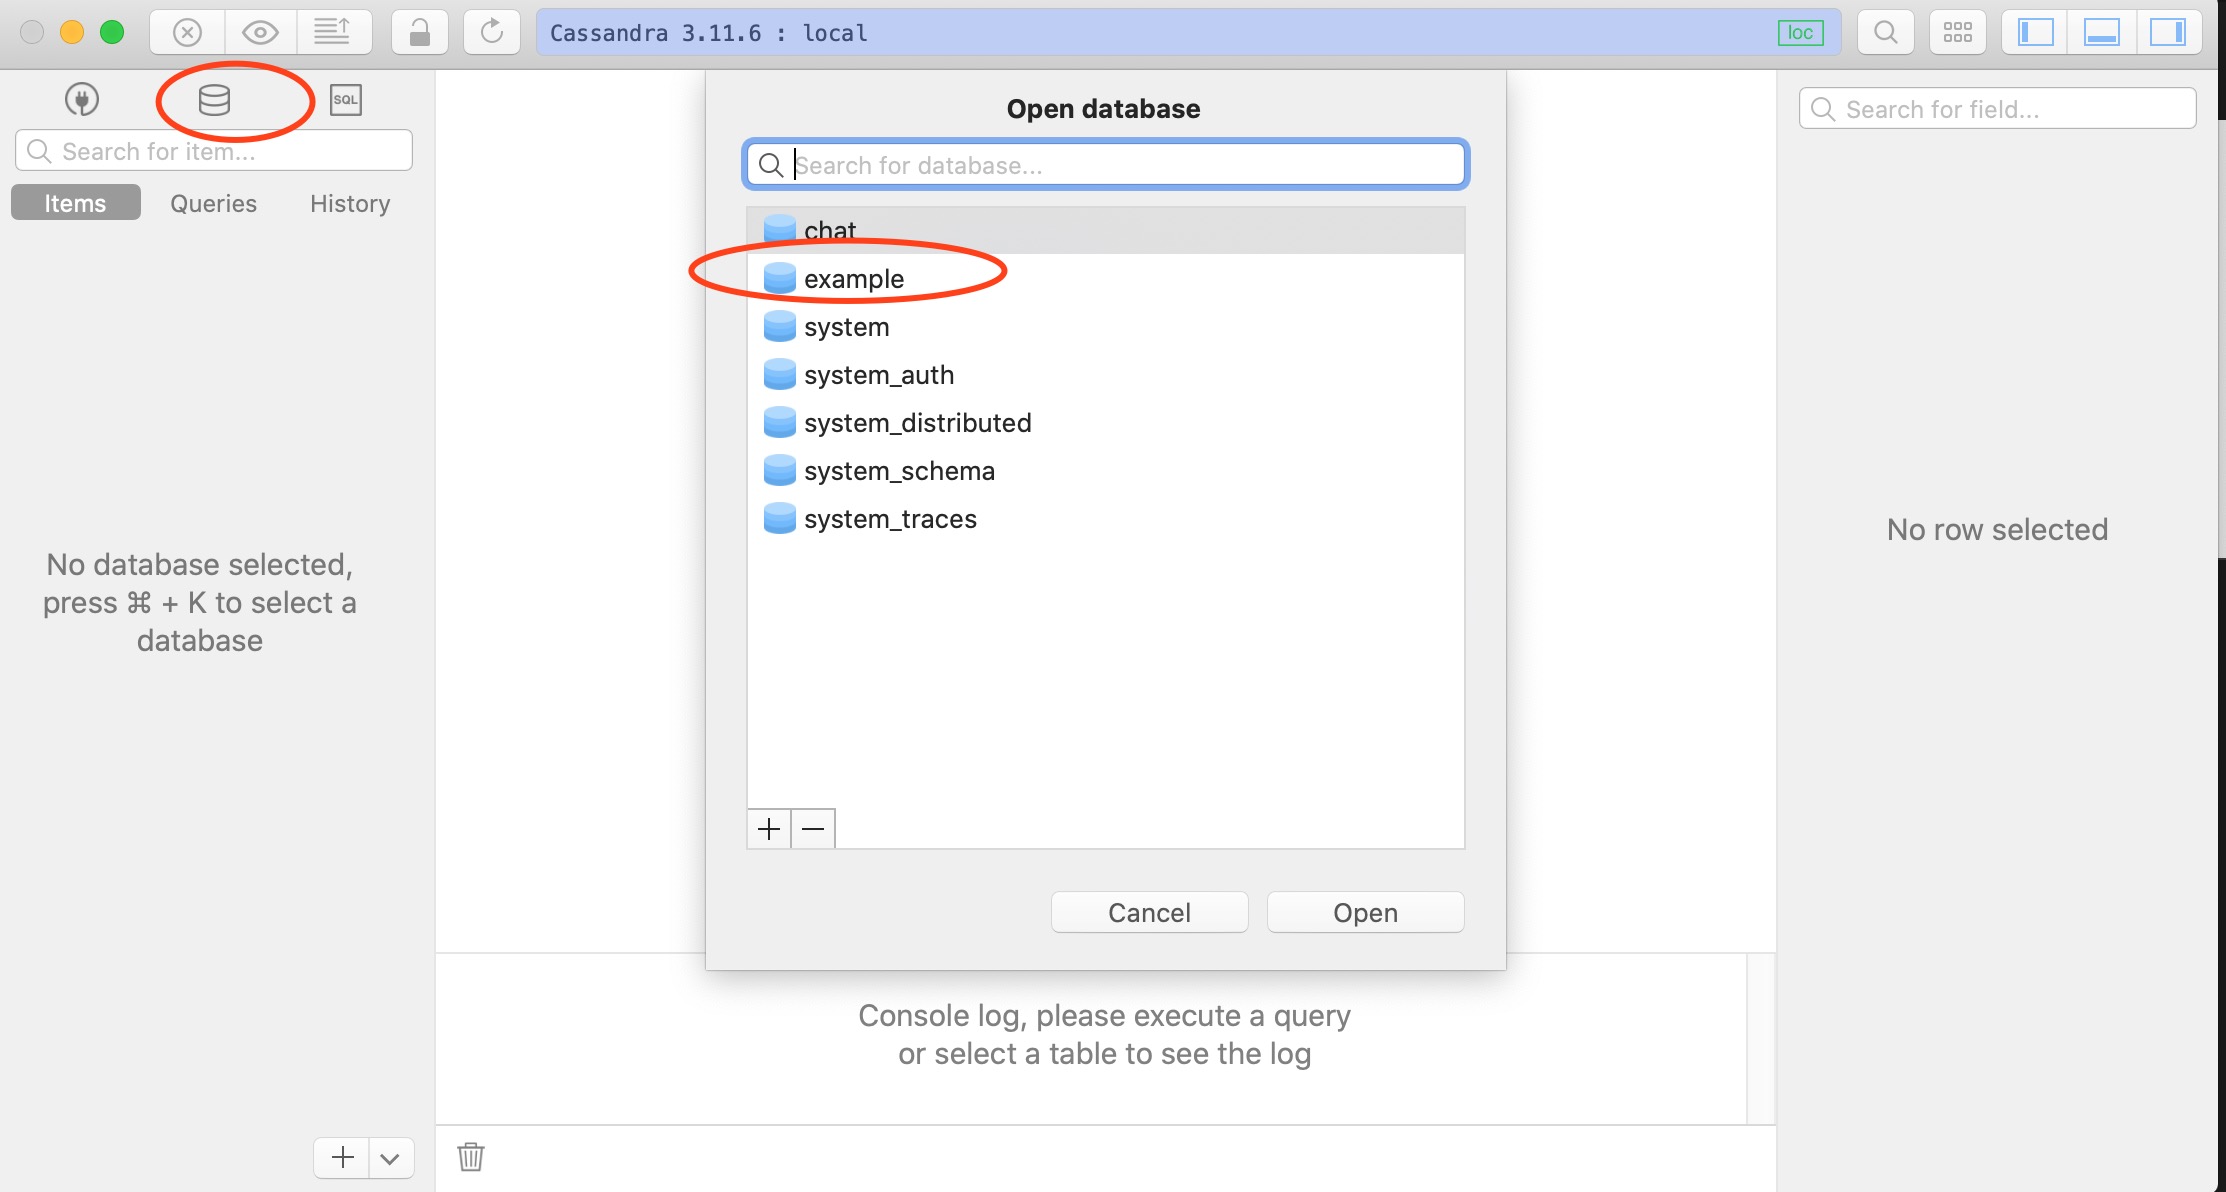 Cassandra 3.11.6 : local
loc
SQL
Search for item...
Items
Queries
History
No database selected,
press ⌘ + K to select a
database
Open database
Search for database...
chat
example
system
system_auth
system_distributed
system_schema
system_traces
Cancel
Open
Console log, please execute a query
or select a table to see the log
Search for field...
No row selected